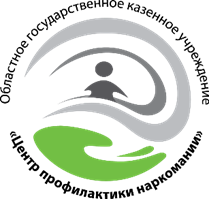 Областное государственное казенное учреждение
«Центр профилактики наркомании»